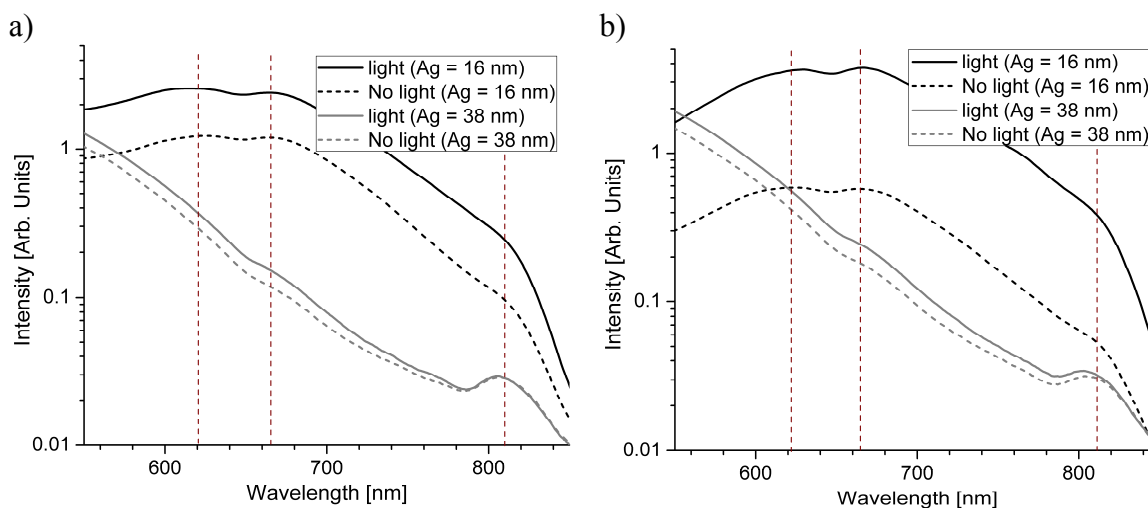 a)
light (Ag = 16 nm)
No light (Ag = 16 nm)
light (Ag = 38 nm)
No light (Ag = 38 nm)
1
0.1
0.01
Intensity [Arb. Units]
600
700
800
Wavelength [nm]
b)
light (Ag = 16 nm)
No light (Ag = 16 nm)
light (Ag = 38 nm)
No light (Ag = 38 nm)
1
0.1
0.01
Intensity [Arb. Units]
600
700
800
Wavelength [nm]